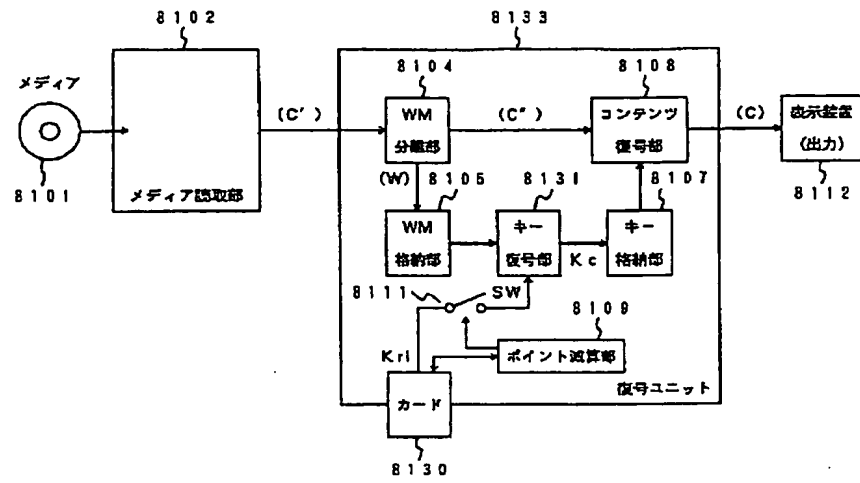 8102
8133
メディア
8104
8108
(C')
WM
分離部
(C")
コンテンツ
復号部
(C)
表示装置
(出力)
8101
メディア読取部
(W)
8105
8131
8107
8112
WM
格納部
キー
復号部
Kc
キー
格納部
8111
SW
8109
Kri
ポイント減算部
カード
復号ユニット
8130